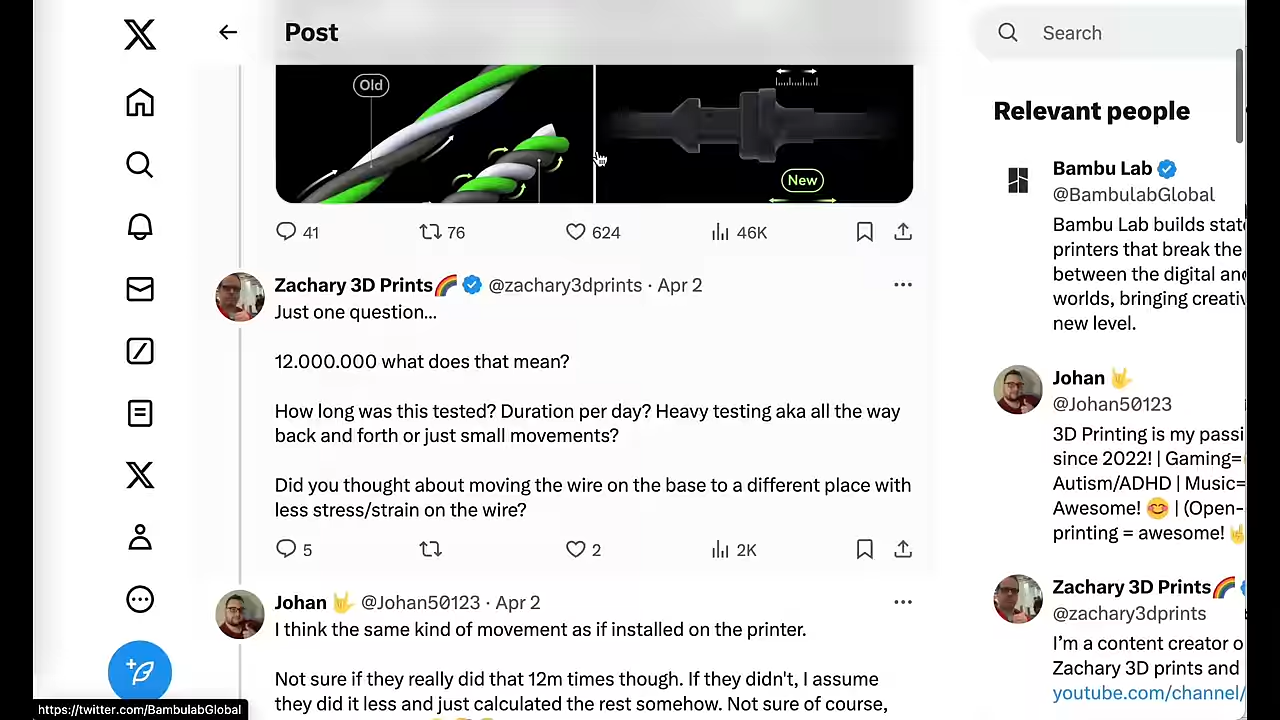 Post
Search
Old
New
41
76
624
46K
Zachary 3D Prints🌈 @zachary3dprints · Apr 2
Just one question...
12.000.000 what does that mean?
How long was this tested? Duration per day? Heavy testing aka all the way
back and forth or just small movements?
Did you thought about moving the wire on the base to a different place with
less stress/strain on the wire?
5
2
2K
Johan 🤟 @Johan50123 · Apr 2
I think the same kind of movement as if installed on the printer.
Not sure if they really did that 12m times though. If they didn't, I assume
they did it less and just calculated the rest somehow. Not sure of course,
Relevant people
Bambu Lab
@BambulabGlobal
Bambu Lab builds stat
printers that break the
between the digital and
worlds, bringing creativ
new level.
Johan 🤟
@Johan50123
3D Printing is my passi
since 2022! | Gaming=
Autism/ADHD | Music=
Awesome! 😊 | (Open-
printing = awesome! 🤟
Zachary 3D Prints🌈
@zachary3dprints
I'm a content creator o
Zachary 3D prints and
youtube.com/channel/
https://twitter.com/BambulabGlobal